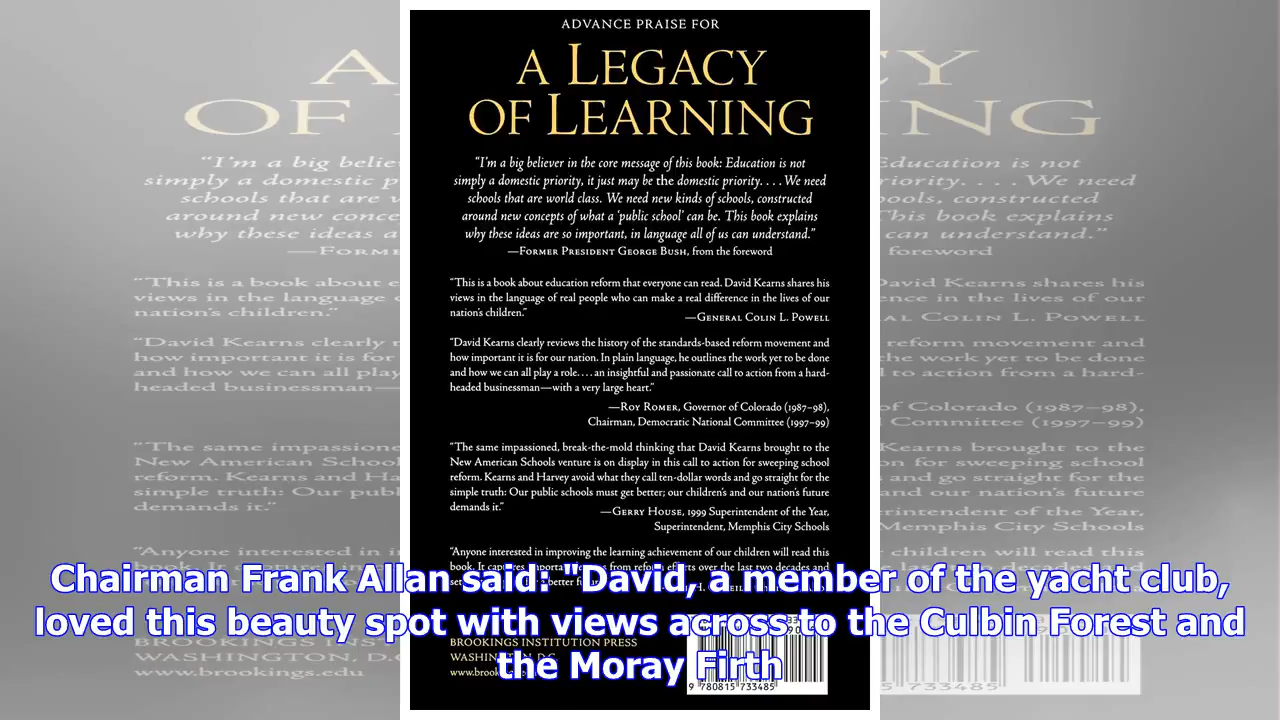 ADVANCE PRAISE FOR
A LEGACY
OF LEARNING
“I’m a big believer in the core message of this book: Education is not
simply a domestic priority, it just may be the domestic priority. . . . We need
schools that are world class. We need new kinds of schools, constructed
around new concepts of what a ‘public school’ can be. This book explains
why these ideas are so important, in language all of us can understand.”
—FORMER PRESIDENT GEORGE BUSH, from the foreword
“This is a book about education reform that everyone can read. David Kearns shares his
views in the language of real people who can make a real difference in the lives of our
nation’s children.”
—GENERAL COLIN L. POWELL
“David Kearns clearly reviews the history of the standards-based reform movement and
how important it is for our nation. In plain language, he outlines the work yet to be done
and how we can all play a role. . . . an insightful and passionate call to action from a hard-
headed businessman—with a very large heart.”
—ROY ROMER, Governor of Colorado (1987–98),
Chairman, Democratic National Committee (1997–99)
“The same impassioned, break-the-mold thinking that David Kearns brought to the
New American Schools venture is on display in this call to action for sweeping school
reform. Kearns and Harvey avoid what they call ten-dollar words and go straight for the
simple truth: Our public schools must get better; our children’s and our nation’s future
demands it.”
—GERRY HOUSE, 1999 Superintendent of the Year,
Superintendent, Memphis City Schools
“Anyone interested in improving the learning achievement of our children will read this
book. It over the last two decades and
Chairman Frank Allan said: "David, a member of the yacht club,
loved this beauty spot with views across to the Culbin Forest and
the Moray Firth
BROOKINGS INSTITUTION PRESS
WASHINGTON, D.C.
www.brookings.edu
9 780815 733485